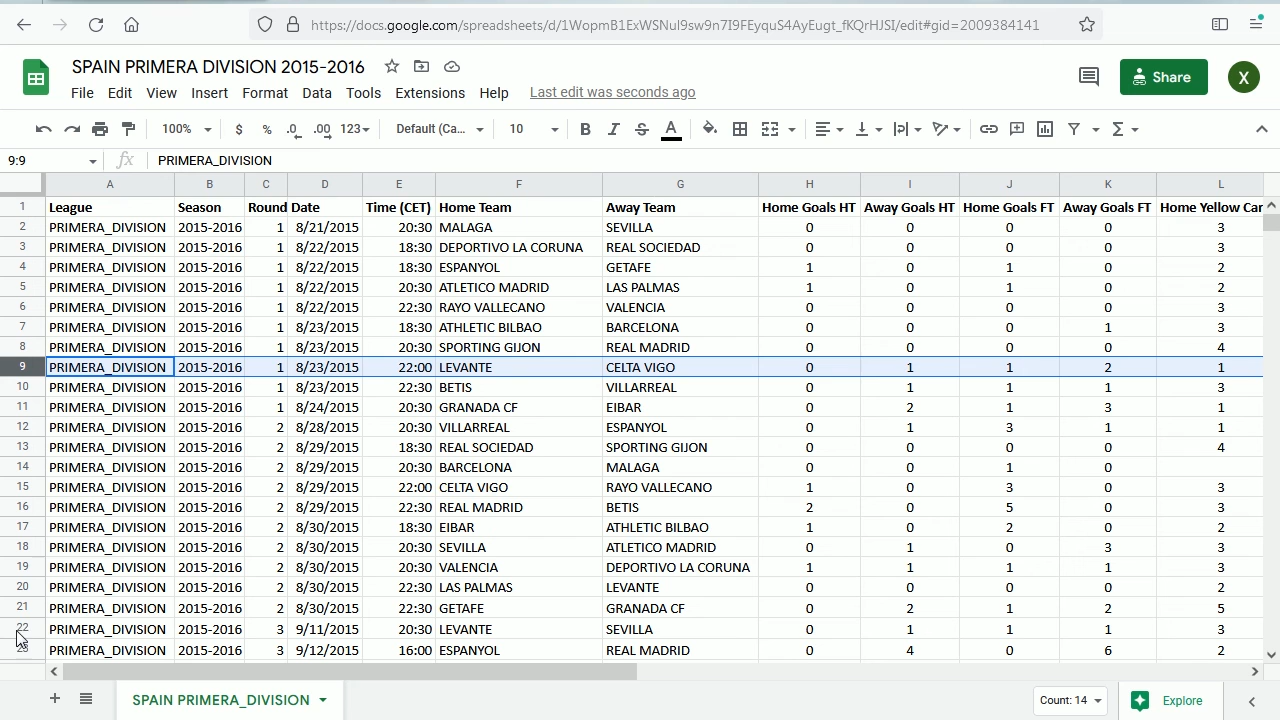 https://docs.google.com/spreadsheets/d/1WopmB1ExWSNul9sw9n7I9FEyquS4AyEugt_fKQrHJSI/edit#gid=2009384141
SPAIN PRIMERA DIVISION 2015-2016
File Edit View Insert Format Data Tools Extensions Help Last edit was seconds ago
Share X
100% $ % .0 .00 123 Default (Ca... 10 B I S A
9:9 fx PRIMERA_DIVISION
A B C D E F G H I J K L
1 League Season Round Date Time (CET) Home Team Away Team Home Goals HT Away Goals HT Home Goals FT Away Goals FT Home Yellow Car
2 PRIMERA_DIVISION 2015-2016 1 8/21/2015 20:30 MALAGA SEVILLA 0 0 0 0 3
3 PRIMERA_DIVISION 2015-2016 1 8/22/2015 18:30 DEPORTIVO LA CORUNA REAL SOCIEDAD 0 0 0 0 3
4 PRIMERA_DIVISION 2015-2016 1 8/22/2015 18:30 ESPANYOL GETAFE 1 0 1 0 2
5 PRIMERA_DIVISION 2015-2016 1 8/22/2015 20:30 ATLETICO MADRID LAS PALMAS 1 0 1 0 2
6 PRIMERA_DIVISION 2015-2016 1 8/22/2015 22:30 RAYO VALLECANO VALENCIA 0 0 0 0 3
7 PRIMERA_DIVISION 2015-2016 1 8/23/2015 18:30 ATHLETIC BILBAO BARCELONA 0 0 0 1 3
8 PRIMERA_DIVISION 2015-2016 1 8/23/2015 20:30 SPORTING GIJON REAL MADRID 0 0 0 0 4
9 PRIMERA_DIVISION 2015-2016 1 8/23/2015 22:00 LEVANTE CELTA VIGO 0 1 1 2 1
10 PRIMERA_DIVISION 2015-2016 1 8/23/2015 22:30 BETIS VILLARREAL 0 1 1 1 3
11 PRIMERA_DIVISION 2015-2016 1 8/24/2015 20:30 GRANADA CF EIBAR 0 2 1 3 1
12 PRIMERA_DIVISION 2015-2016 2 8/28/2015 20:30 VILLARREAL ESPANYOL 0 1 3 1 1
13 PRIMERA_DIVISION 2015-2016 2 8/29/2015 18:30 REAL SOCIEDAD SPORTING GIJON 0 0 0 0 4
14 PRIMERA_DIVISION 2015-2016 2 8/29/2015 20:30 BARCELONA MALAGA 0 0 1 0
15 PRIMERA_DIVISION 2015-2016 2 8/29/2015 22:00 CELTA VIGO RAYO VALLECANO 1 0 3 0 3
16 PRIMERA_DIVISION 2015-2016 2 8/29/2015 22:30 REAL MADRID BETIS 2 0 5 0 3
17 PRIMERA_DIVISION 2015-2016 2 8/30/2015 18:30 EIBAR ATHLETIC BILBAO 1 0 2 0 2
18 PRIMERA_DIVISION 2015-2016 2 8/30/2015 20:30 SEVILLA ATLETICO MADRID 0 1 0 3 3
19 PRIMERA_DIVISION 2015-2016 2 8/30/2015 20:30 VALENCIA DEPORTIVO LA CORUNA 1 1 1 1 3
20 PRIMERA_DIVISION 2015-2016 2 8/30/2015 22:30 LAS PALMAS LEVANTE 0 0 0 0 2
21 PRIMERA_DIVISION 2015-2016 2 8/30/2015 22:30 GETAFE GRANADA CF 0 2 1 2 5
22 PRIMERA_DIVISION 2015-2016 3 9/11/2015 20:30 LEVANTE SEVILLA 0 1 1 1 3
23 PRIMERA_DIVISION 2015-2016 3 9/12/2015 16:00 ESPANYOL REAL MADRID 0 4 0 6 2
SPAIN PRIMERA_DIVISION Count: 14 Explore